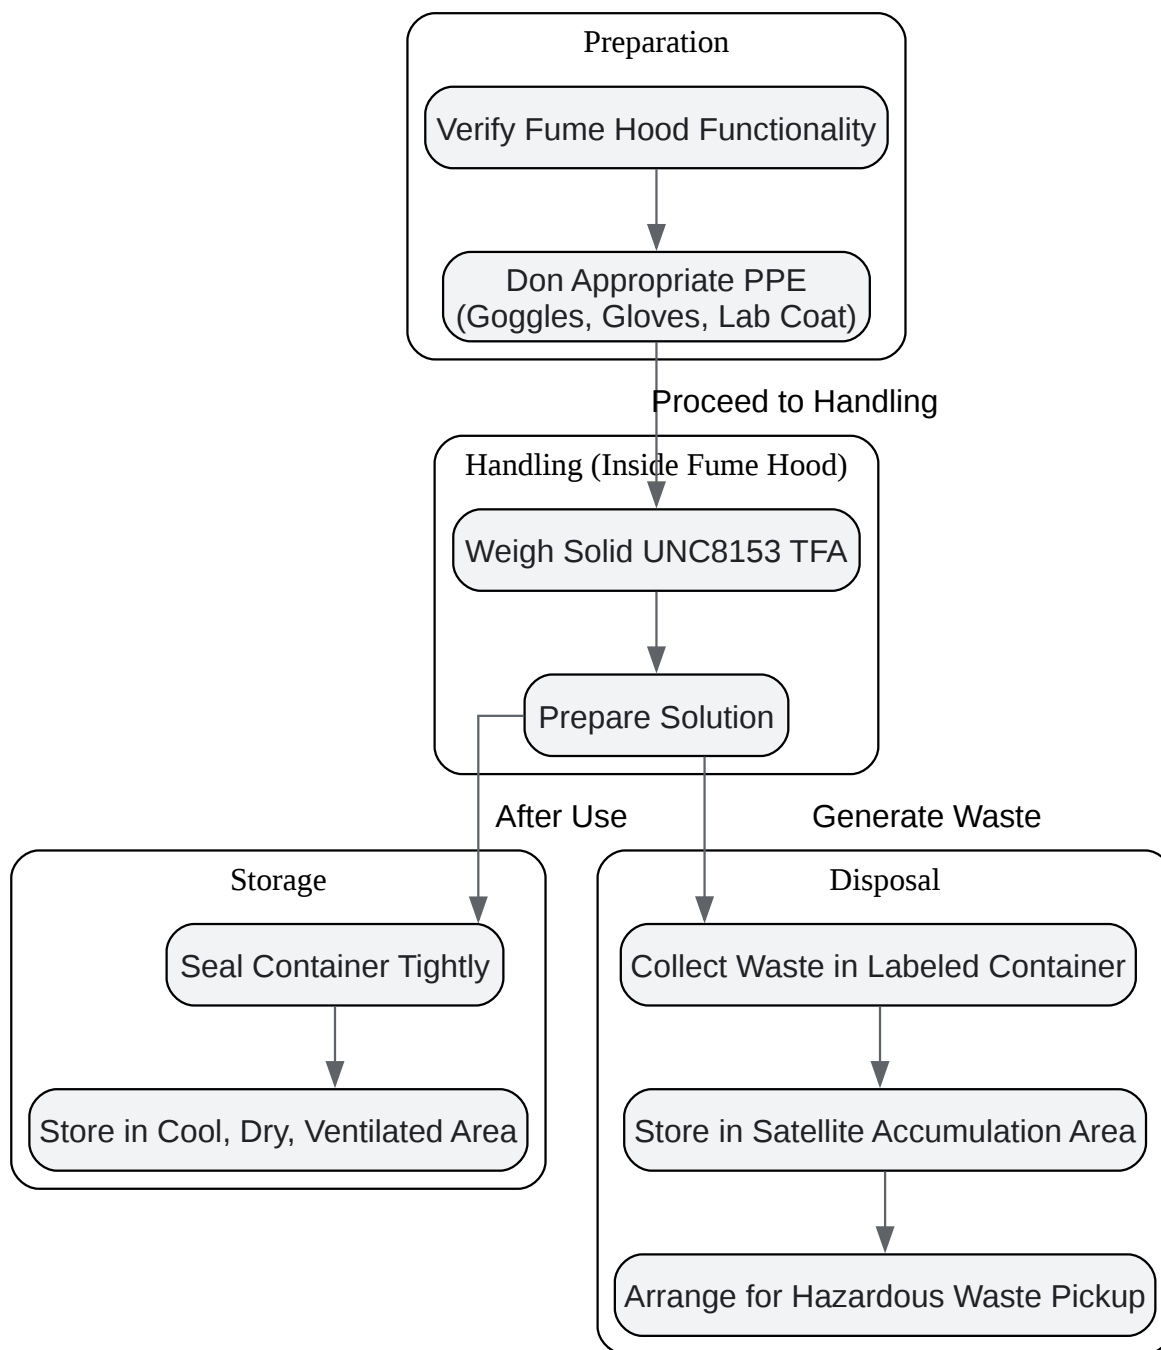 Preparation
Verify Fume Hood Functionality
Don Appropriate PPE
(Goggles, Gloves, Lab Coat)
Proceed to Handling
Handling (Inside Fume Hood)
Weigh Solid UNC8153 TFA
Prepare Solution
After Use
Generate Waste
Storage
Seal Container Tightly
Store in Cool, Dry, Ventilated Area
Disposal
Collect Waste in Labeled Container
Store in Satellite Accumulation Area
Arrange for Hazardous Waste Pickup